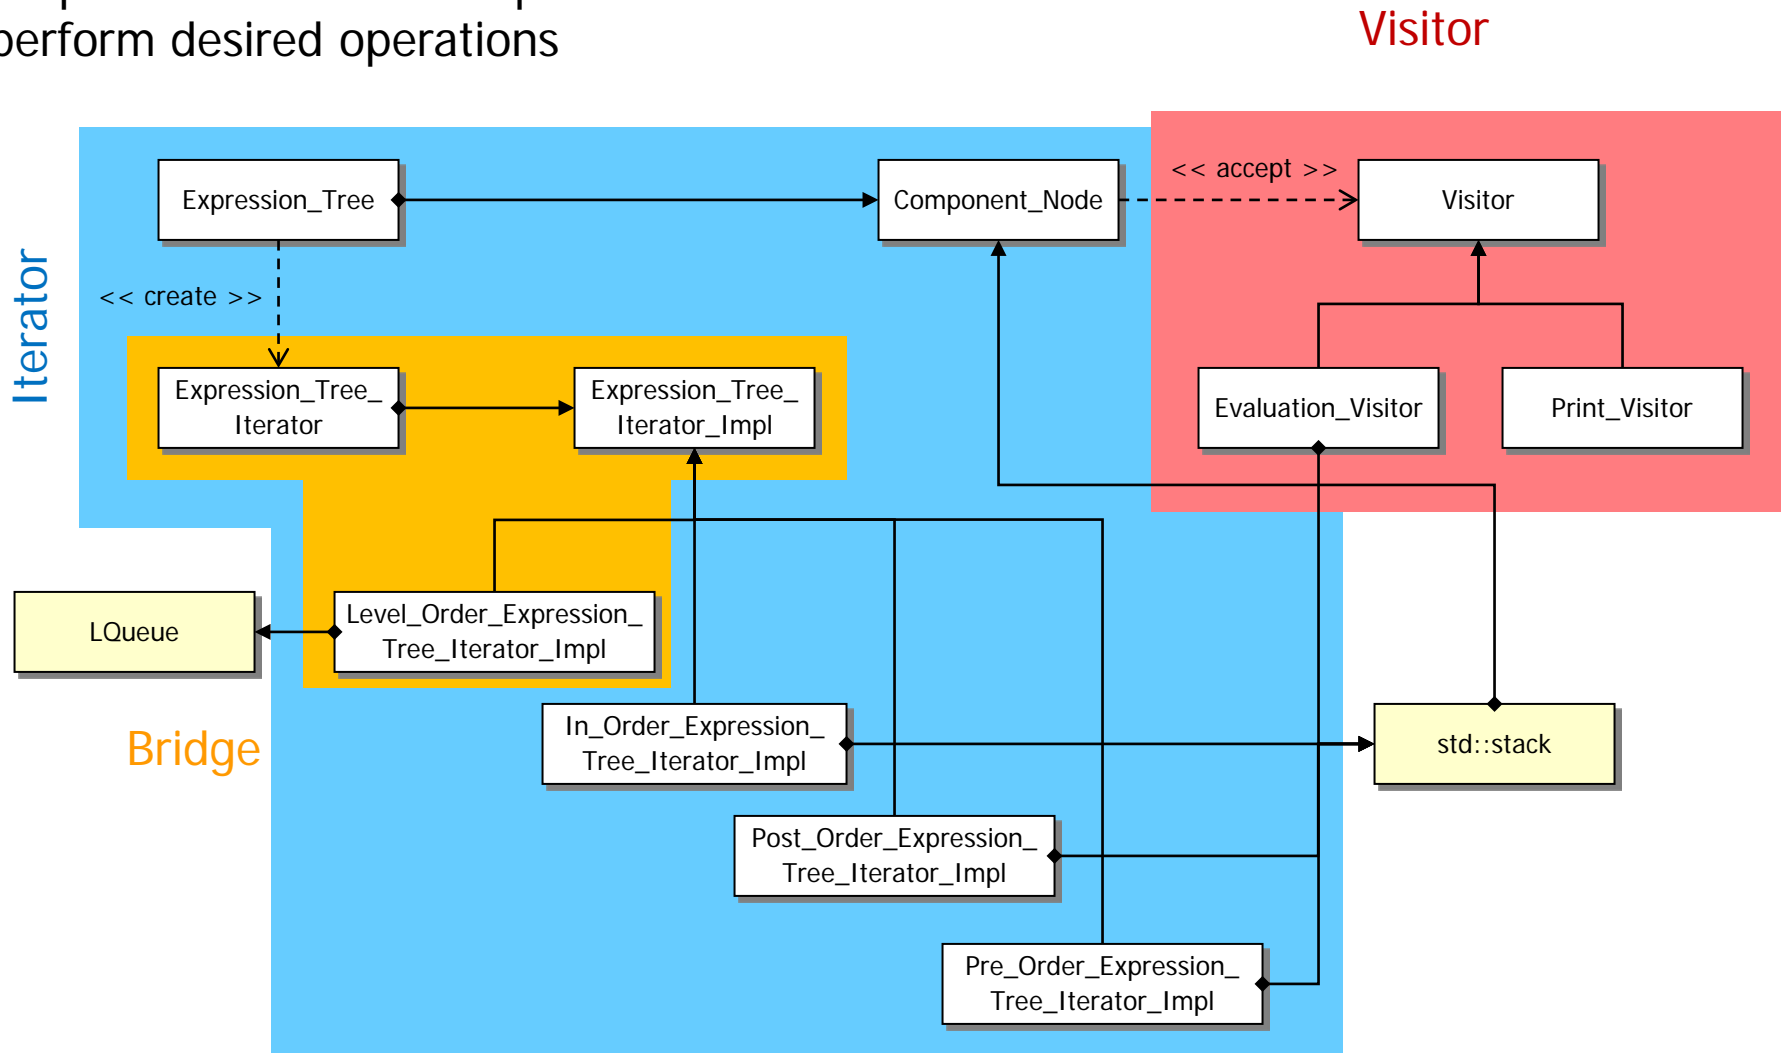 perform desired operations
Visitor
Expression_Tree
Component_Node
<< accept >>
Visitor
<< create >>
Iterator
Expression_Tree_
Iterator
Expression_Tree_
Iterator_Impl
Evaluation_Visitor
Print_Visitor
LQueue
Level_Order_Expression_
Tree_Iterator_Impl
Bridge
In_Order_Expression_
Tree_Iterator_Impl
std::stack
Post_Order_Expression_
Tree_Iterator_Impl
Pre_Order_Expression_
Tree_Iterator_Impl